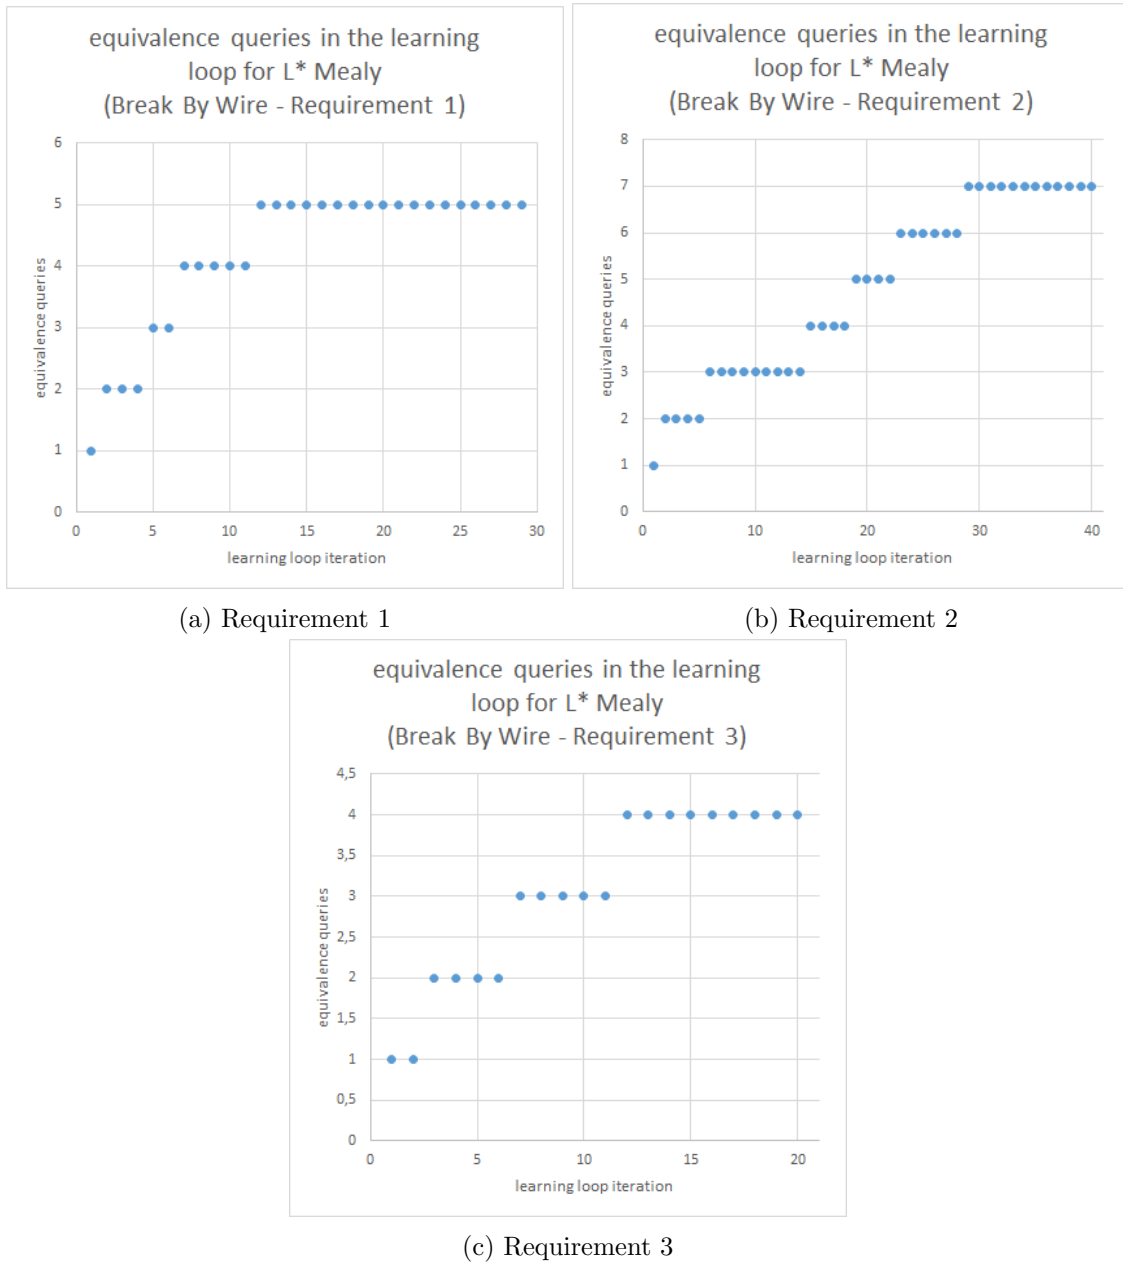 equivalence queries in the learning
loop for L* Mealy
(Break By Wire - Requirement 1)
6
5
4
3
2
1
0
equivalence queries
0 5 10 15 20 25 30
learning loop iteration
(a) Requirement 1
equivalence queries in the learning
loop for L* Mealy
(Break By Wire - Requirement 2)
8
7
6
5
4
3
2
1
0
equivalence queries
0 10 20 30 40
learning loop iteration
(b) Requirement 2
equivalence queries in the learning
loop for L* Mealy
(Break By Wire - Requirement 3)
4,5
4
3,5
3
2,5
2
1,5
1
0,5
0
equivalence queries
0 5 10 15 20
learning loop iteration
(c) Requirement 3